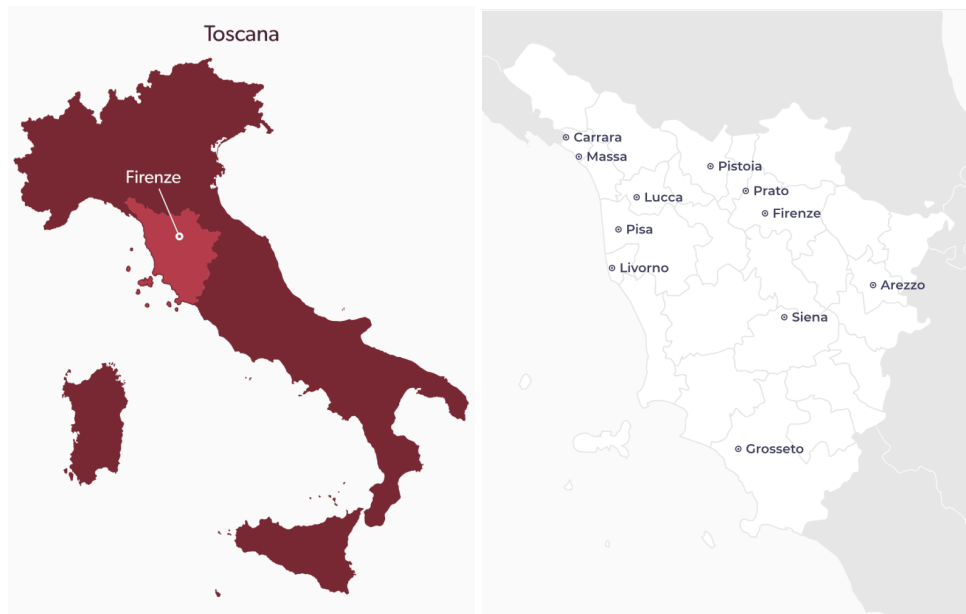 Toscana
Firenze
Carrara
Massa
Pistoia
Prato
Lucca
Firenze
Pisa
Livorno
Arezzo
Siena
Grosseto